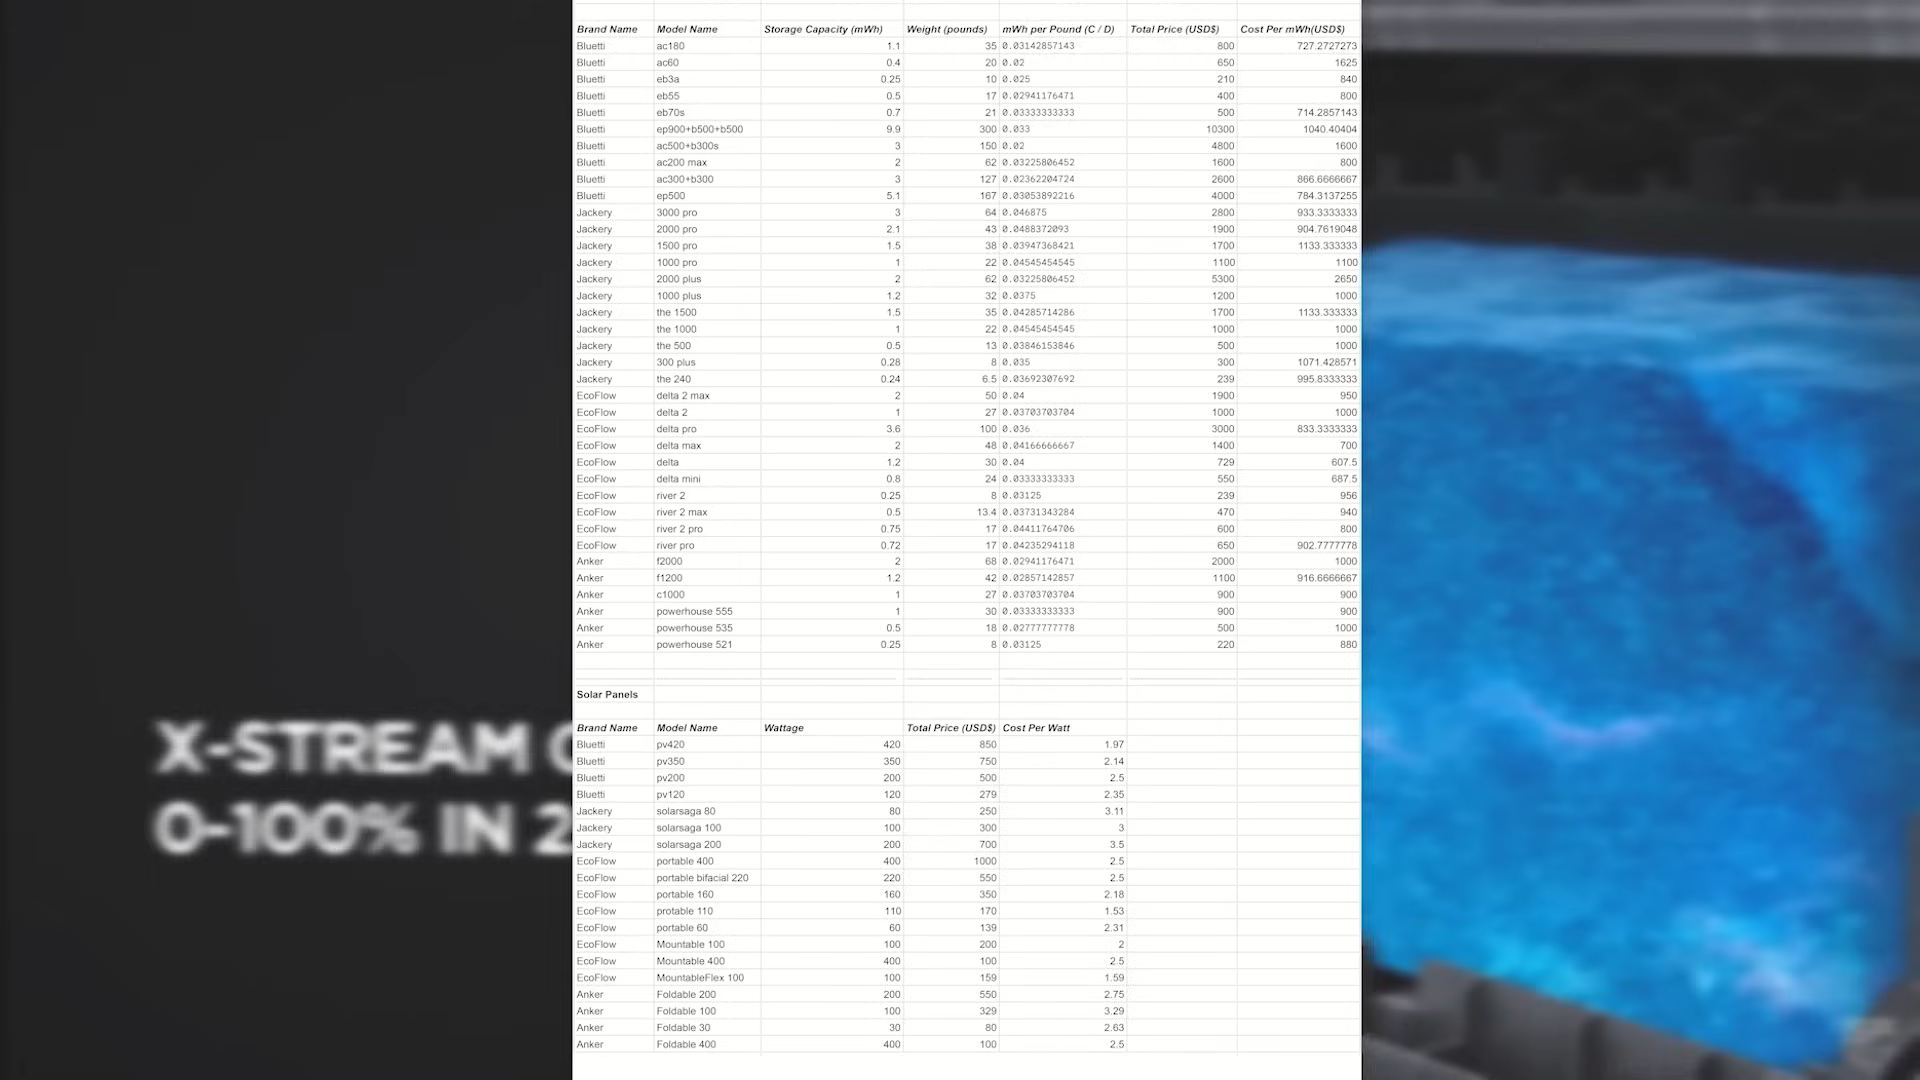 Brand Name Model Name Storage Capacity (mWh) Weight (pounds) mWh per Pound (C / D) Total Price (USD$) Cost Per mWh(USD$)
Bluetti ac180 1.1 35 0.03142857143 800 727.2727273
Bluetti ac60 0.4 20 0.02 650 1625
Bluetti eb3a 0.25 10 0.025 210 840
Bluetti eb55 0.5 17 0.02941176471 400 800
Bluetti eb70s 0.7 21 0.03333333333 500 714.2857143
Bluetti ep900+b500+b500 9.9 300 0.033 10300 1040.40404
Bluetti ac500+b300s 3 150 0.02 4800 1600
Bluetti ac200 max 2 62 0.03225806452 1600 800
Bluetti ac300+b300 3 127 0.02362204724 2600 866.6666667
Bluetti ep500 5.1 167 0.03053892216 4000 784.3137255
Jackery 3000 pro 3 64 0.046875 2800 933.3333333
Jackery 2000 pro 2.1 43 0.0488372093 1900 904.7619048
Jackery 1500 pro 1.5 38 0.03947368421 1700 1133.333333
Jackery 1000 pro 1 22 0.04545454545 1100 1100
Jackery 2000 plus 2 62 0.03225806452 5300 2650
Jackery 1000 plus 1.2 32 0.0375 1200 1000
Jackery the 1500 1.5 35 0.04285714286 1700 1133.333333
Jackery the 1000 1 22 0.04545454545 1000 1000
Jackery the 500 0.5 13 0.03846153846 500 1000
Jackery 300 plus 0.28 8 0.035 300 1071.428571
Jackery the 240 0.24 6.5 0.03692307692 239 995.8333333
EcoFlow delta 2 max 2 50 0.04 1900 950
EcoFlow delta 2 1 27 0.03703703704 1000 1000
EcoFlow delta pro 3.6 100 0.036 3000 833.3333333
EcoFlow delta max 2 48 0.04166666667 1400 700
EcoFlow delta 1.2 30 0.04 729 607.5
EcoFlow delta mini 0.8 24 0.03333333333 550 687.5
EcoFlow river 2 0.25 8 0.03125 239 956
EcoFlow river 2 max 0.5 13.4 0.03731343284 470 940
EcoFlow river 2 pro 0.75 17 0.04411764706 600 800
EcoFlow river pro 0.72 17 0.04235294118 650 902.7777778
Anker f2000 2 68 0.02941176471 2000 1000
Anker f1200 1.2 42 0.02857142857 1100 916.6666667
Anker c1000 1 27 0.03703703704 900 900
Anker powerhouse 555 1 30 0.03333333333 900 900
Anker powerhouse 535 0.5 18 0.02777777778 500 1000
Anker powerhouse 521 0.25 8 0.03125 220 880
Solar Panels
Brand Name Model Name Wattage Total Price (USD$) Cost Per Watt
Bluetti pv420 420 850 1.97
Bluetti pv350 350 750 2.14
Bluetti pv200 200 500 2.5
Bluetti pv120 120 279 2.35
Jackery solarsaga 80 80 250 3.11
Jackery solarsaga 100 100 300 3
Jackery solarsaga 200 200 700 3.5
EcoFlow portable 400 400 1000 2.5
EcoFlow portable bifacial 220 220 550 2.5
EcoFlow portable 160 160 350 2.18
EcoFlow protable 110 110 170 1.53
EcoFlow portable 60 60 139 2.31
EcoFlow Mountable 100 100 200 2
EcoFlow Mountable 400 400 100 2.5
EcoFlow MountableFlex 100 100 159 1.59
Anker Foldable 200 200 550 2.75
Anker Foldable 100 100 329 3.29
Anker Foldable 30 30 80 2.63
Anker Foldable 400 400 100 2.5
X-STREAM
0-100% IN 2